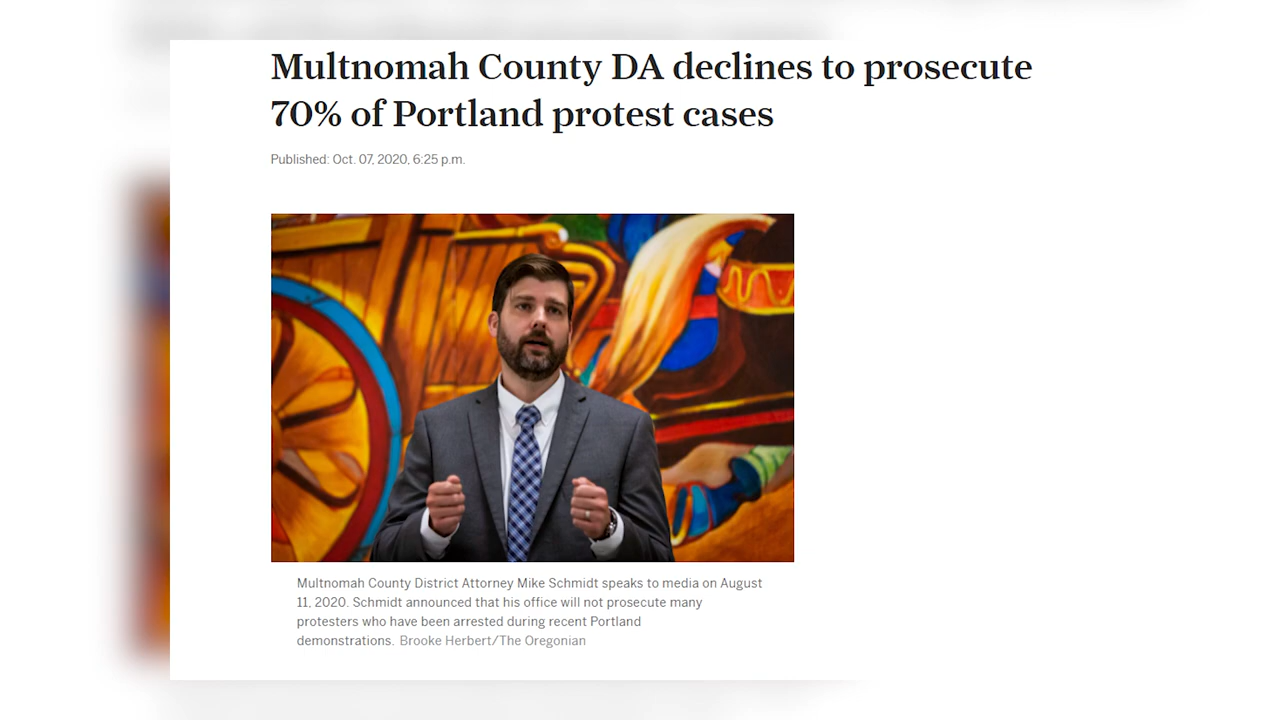 Multnomah County DA declines to prosecute
70% of Portland protest cases
Published: Oct. 07, 2020, 6:25 p.m.
Multnomah County District Attorney Mike Schmidt speaks to media on August
11, 2020. Schmidt announced that his office will not prosecute many
protesters who have been arrested during recent Portland
demonstrations. Brooke Herbert/The Oregonian